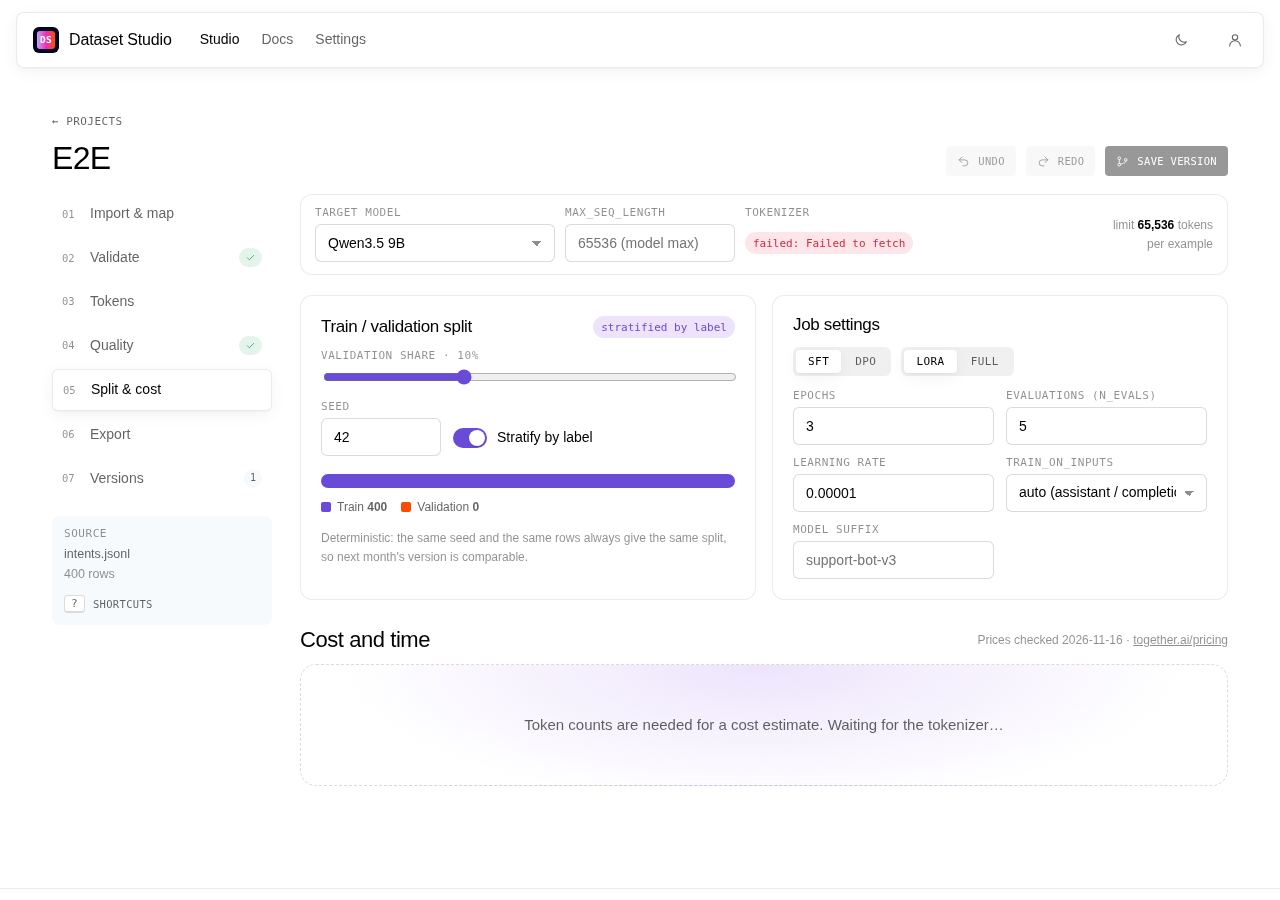 DS Dataset Studio Studio Docs Settings
← PROJECTS
E2E
UNDO REDO SAVE VERSION
01 Import & map
02 Validate
03 Tokens
04 Quality
05 Split & cost
06 Export
07 Versions 1
SOURCE
intents.jsonl
400 rows
? SHORTCUTS
TARGET MODEL MAX_SEQ_LENGTH TOKENIZER
Qwen3.5 9B 65536 (model max) failed: Failed to fetch
limit 65,536 tokens
per example
Train / validation split stratified by label
VALIDATION SHARE · 10%
SEED
42 Stratify by label
Train 400 Validation 0
Deterministic: the same seed and the same rows always give the same split,
so next month's version is comparable.
Job settings
SFT DPO LORA FULL
EPOCHS EVALUATIONS (N_EVALS)
3 5
LEARNING RATE TRAIN_ON_INPUTS
0.00001 auto (assistant / completic
MODEL SUFFIX
support-bot-v3
Cost and time Prices checked 2026-11-16 · together.ai/pricing
Token counts are needed for a cost estimate. Waiting for the tokenizer…